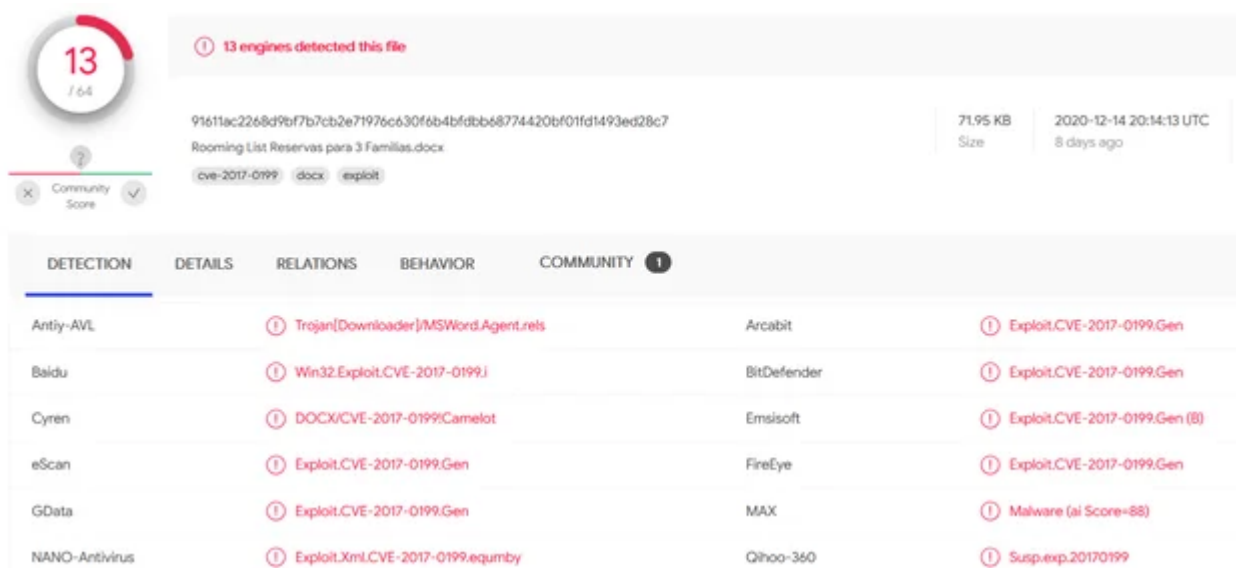 13
/ 64
?
Community
Score
13 engines detected this file
91611ac2268d9bf7b7cb2e71976c630f6b4bfdbb68774420bf01fd1493ed28c7
Rooming List Reservas para 3 Familias.docx
cve-2017-0199 docx exploit
71.95 KB
Size
2020-12-14 20:14:13 UTC
8 days ago
DETECTION DETAILS RELATIONS BEHAVIOR COMMUNITY 1
Antiy-AVL Trojan[Downloader]/MSWord.Agent.rels Arcabit Exploit.CVE-2017-0199.Gen
Baidu Win32.Exploit.CVE-2017-0199.i BitDefender Exploit.CVE-2017-0199.Gen
Cyren DOCX/CVE-2017-0199!Camelot Emsisoft Exploit.CVE-2017-0199.Gen (B)
eScan Exploit.CVE-2017-0199.Gen FireEye Exploit.CVE-2017-0199.Gen
GData Exploit.CVE-2017-0199.Gen MAX Malware (ai Score=88)
NANO-Antivirus Exploit.Xml.CVE-2017-0199.equmby Qihoo-360 Susp.exp.20170199